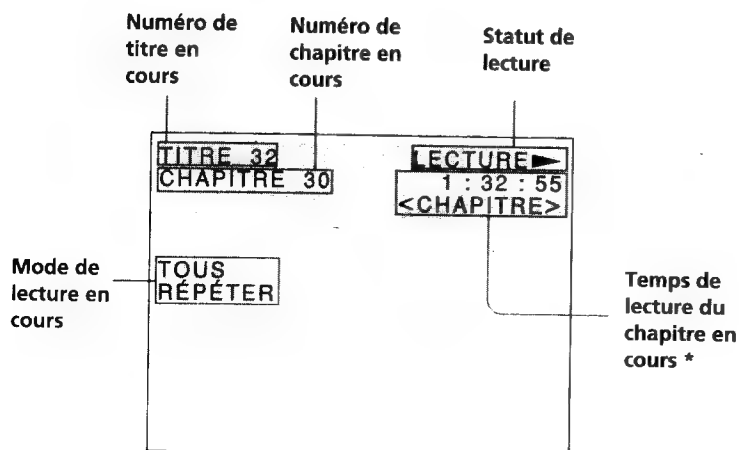 Numéro de
titre en
cours
Numéro de
chapitre en
cours
Statut de
lecture
TITRE 32
CHAPITRE 30
LECTURE
1 : 32 : 55
<CHAPITRE>
Mode de
lecture en
cours
TOUS
RÉPÉTER
Temps de
lecture du
chapitre en
cours *